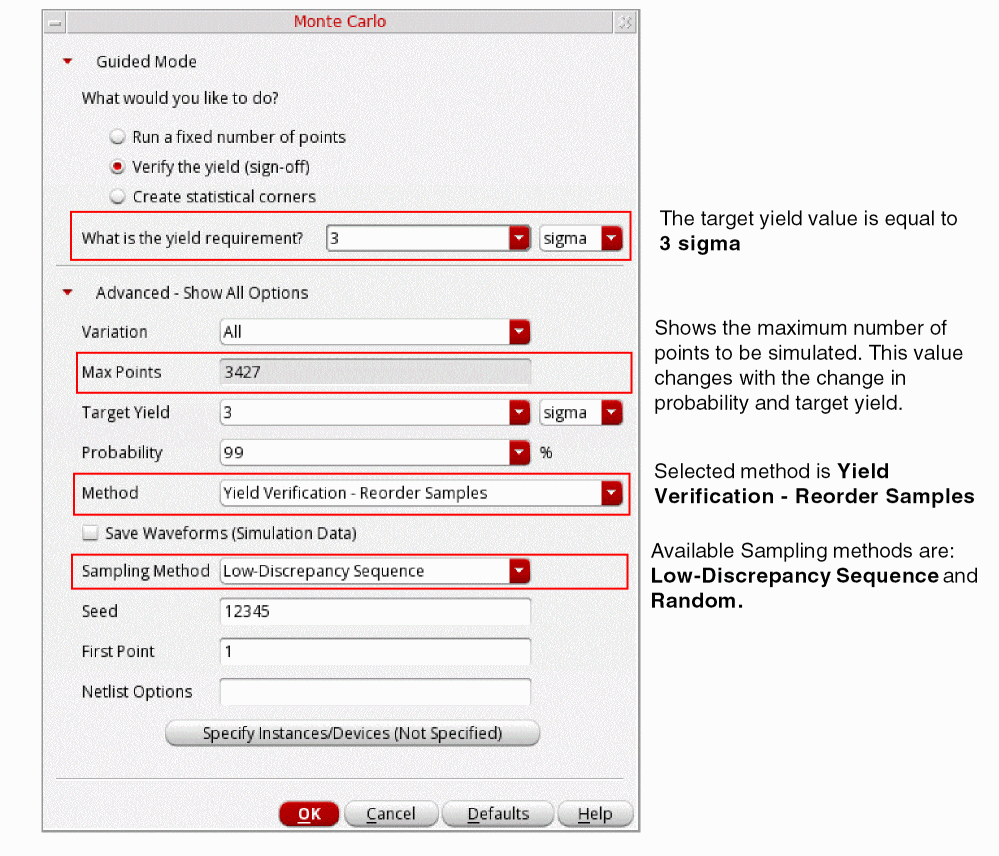 Monte Carlo
Guided Mode
What would you like to do?
Run a fixed number of points
Verify the yield (sign-off)
Create statistical corners
What is the yield requirement? 3 sigma
The target yield value is equal to
3 sigma
Advanced - Show All Options
Variation All
Max Points 3427
Shows the maximum number of
points to be simulated. This value
changes with the change in
probability and target yield.
Target Yield 3 sigma
Probability 99 %
Method Yield Verification - Reorder Samples
Selected method is Yield
Verification - Reorder Samples
Save Waveforms (Simulation Data)
Sampling Method Low-Discrepancy Sequence
Available Sampling methods are:
Low-Discrepancy Sequence and
Random.
Seed 12345
First Point 1
Netlist Options
Specify Instances/Devices (Not Specified)
OK Cancel Defaults Help